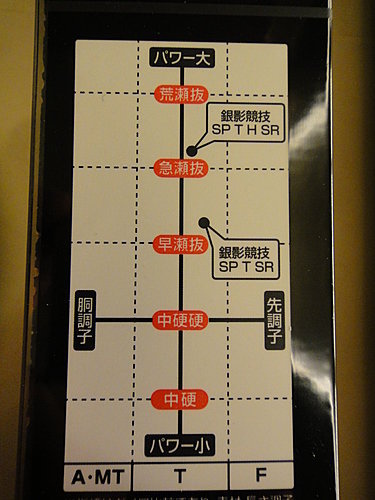 パワー大
荒瀬抜
銀影競技
SP T H SR
急瀬抜
早瀬抜
銀影競技
SP T SR
胴調子
中硬硬
先調子
中硬
パワー小
A・MT T F